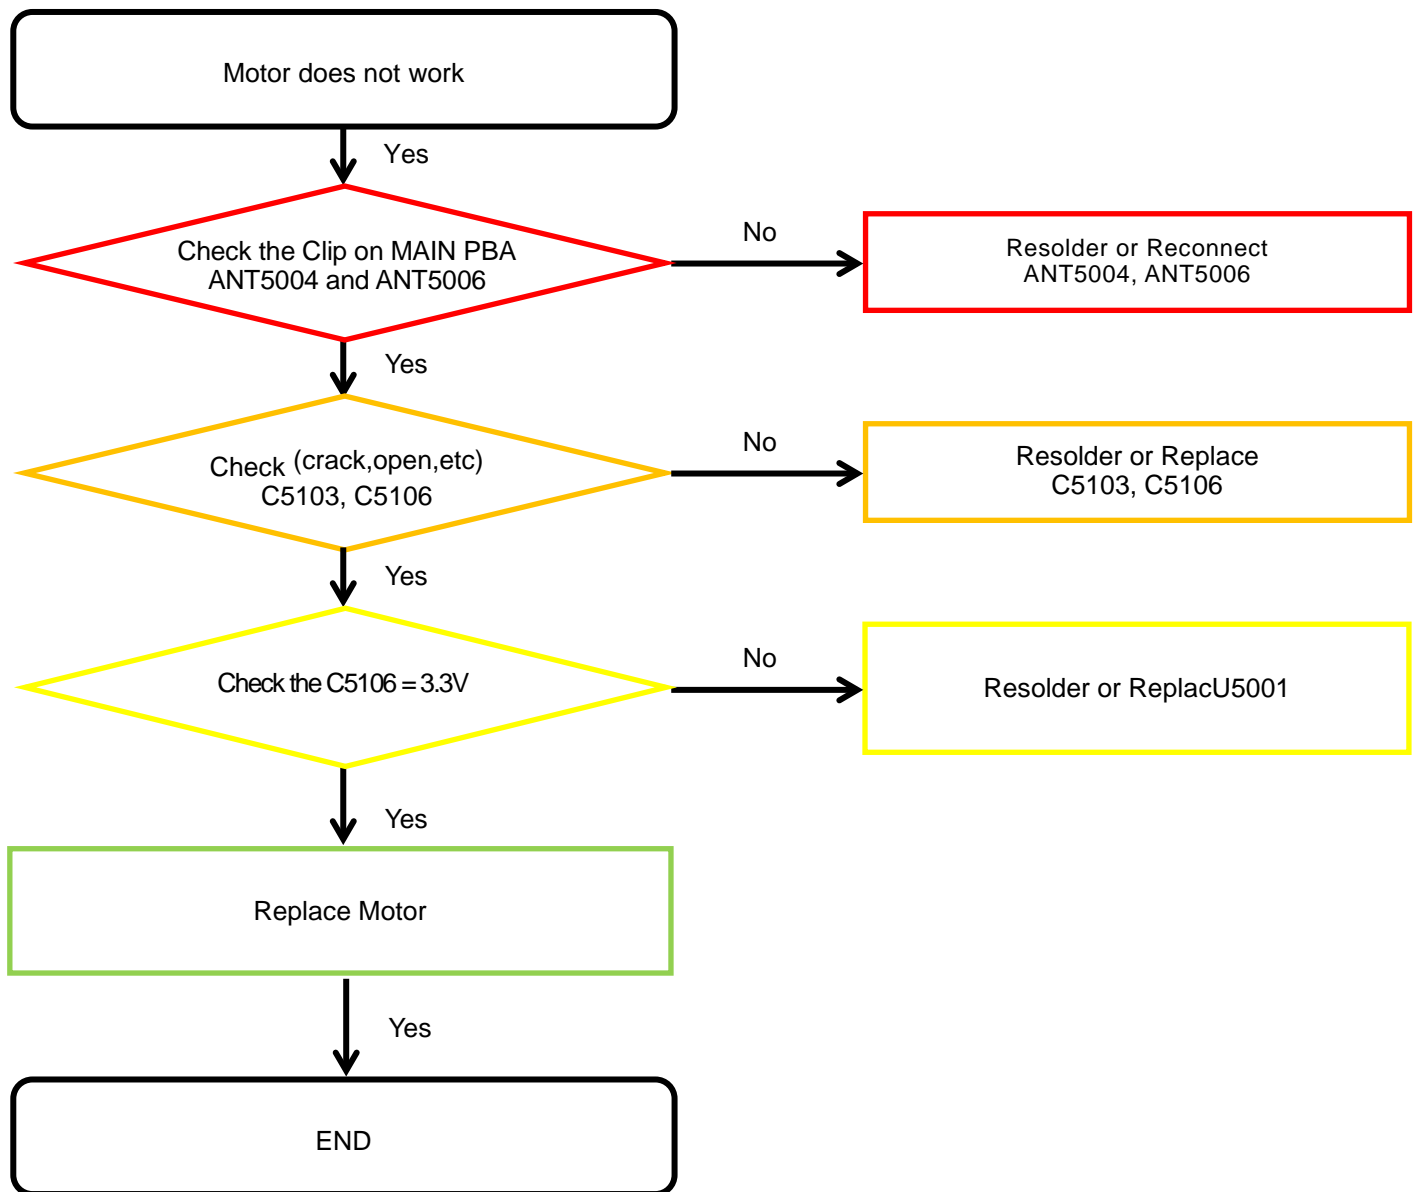 Motor does not work
Yes
Check the Clip on MAIN PBA
ANT5004 and ANT5006
No
Resolder or Reconnect
ANT5004, ANT5006
Yes
Check (crack,open,etc)
C5103, C5106
No
Resolder or Replace
C5103, C5106
Yes
Check the C5106 = 3.3V
No
Resolder or ReplacU5001
Yes
Replace Motor
Yes
END